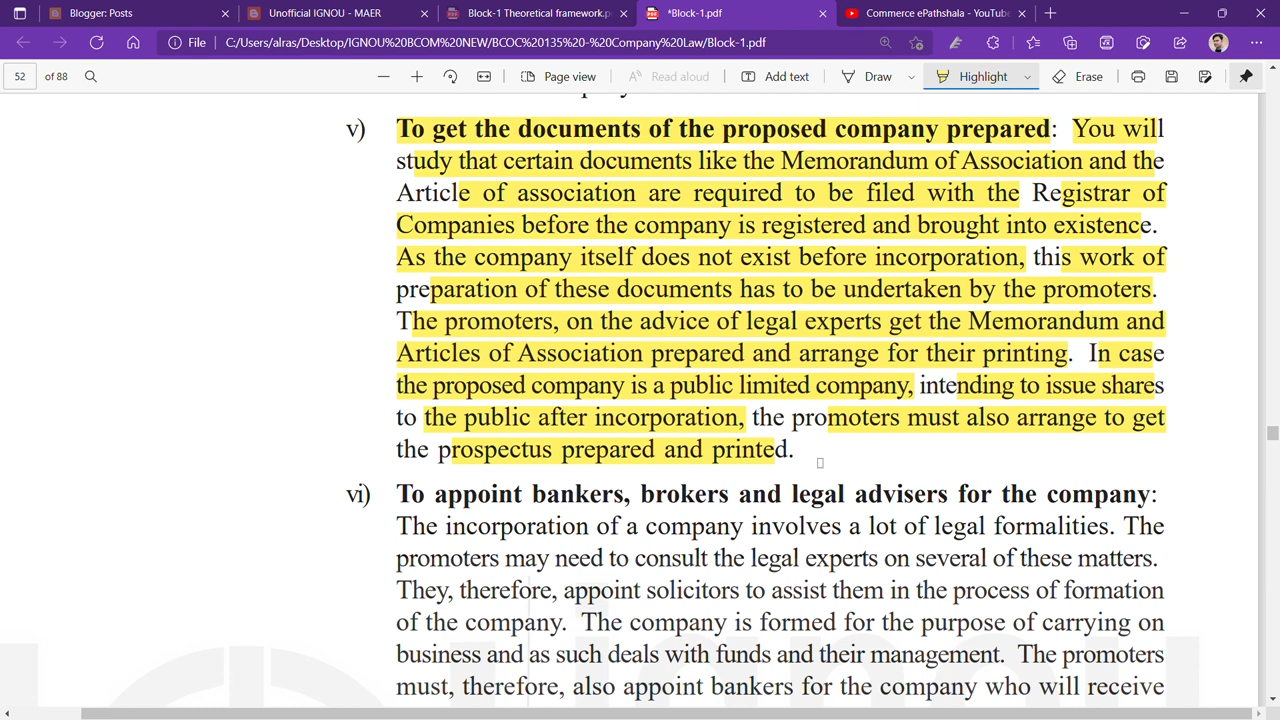 Blogger: Posts
Unofficial IGNOU - MAER
Block-1 Theoretical framework.p
*Block-1.pdf
Commerce ePathshala - YouTub
File
C:/Users/alras/Desktop/IGNOU%20BCOM%20NEW/BCOC%20135%20-%20Company%20Law/Block-1.pdf
52 of 88
Page view
Read aloud
Add text
Draw
Highlight
Erase
v) To get the documents of the proposed company prepared: You will
study that certain documents like the Memorandum of Association and the
Article of association are required to be filed with the Registrar of
Companies before the company is registered and brought into existence.
As the company itself does not exist before incorporation, this work of
preparation of these documents has to be undertaken by the promoters.
The promoters, on the advice of legal experts get the Memorandum and
Articles of Association prepared and arrange for their printing. In case
the proposed company is a public limited company, intending to issue shares
to the public after incorporation, the promoters must also arrange to get
the prospectus prepared and printed.
vi) To appoint bankers, brokers and legal advisers for the company:
The incorporation of a company involves a lot of legal formalities. The
promoters may need to consult the legal experts on several of these matters.
They, therefore, appoint solicitors to assist them in the process of formation
of the company. The company is formed for the purpose of carrying on
business and as such deals with funds and their management. The promoters
must, therefore, also appoint bankers for the company who will receive